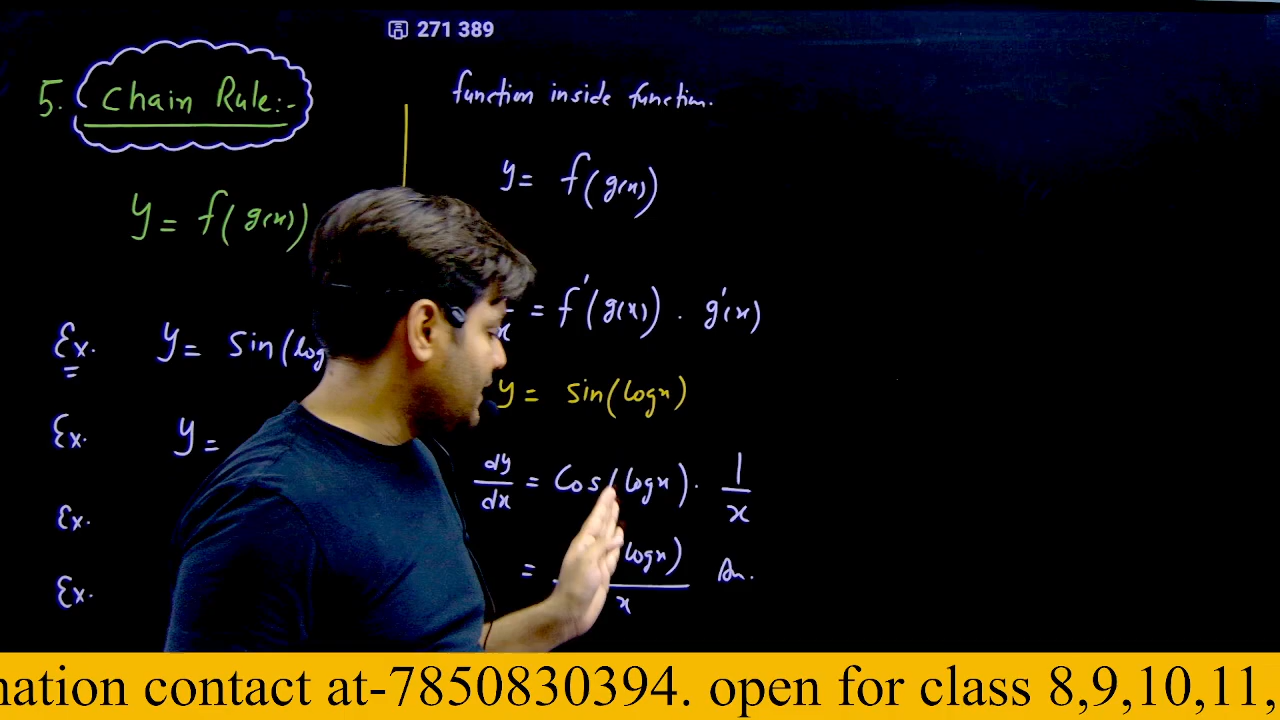 271 389
5. Chain Rule:-
y = f(g(x))
Ex. y = sin(log
Ex. y =
Ex.
Ex.
function inside function.
y = f(g(x))
= f'(g(x)) . g'(x)
y = sin(logx)
dy/dx = Cos(logx) . 1/x
= logx)/x An.
nation contact at-7850830394. open for class 8,9,10,11,